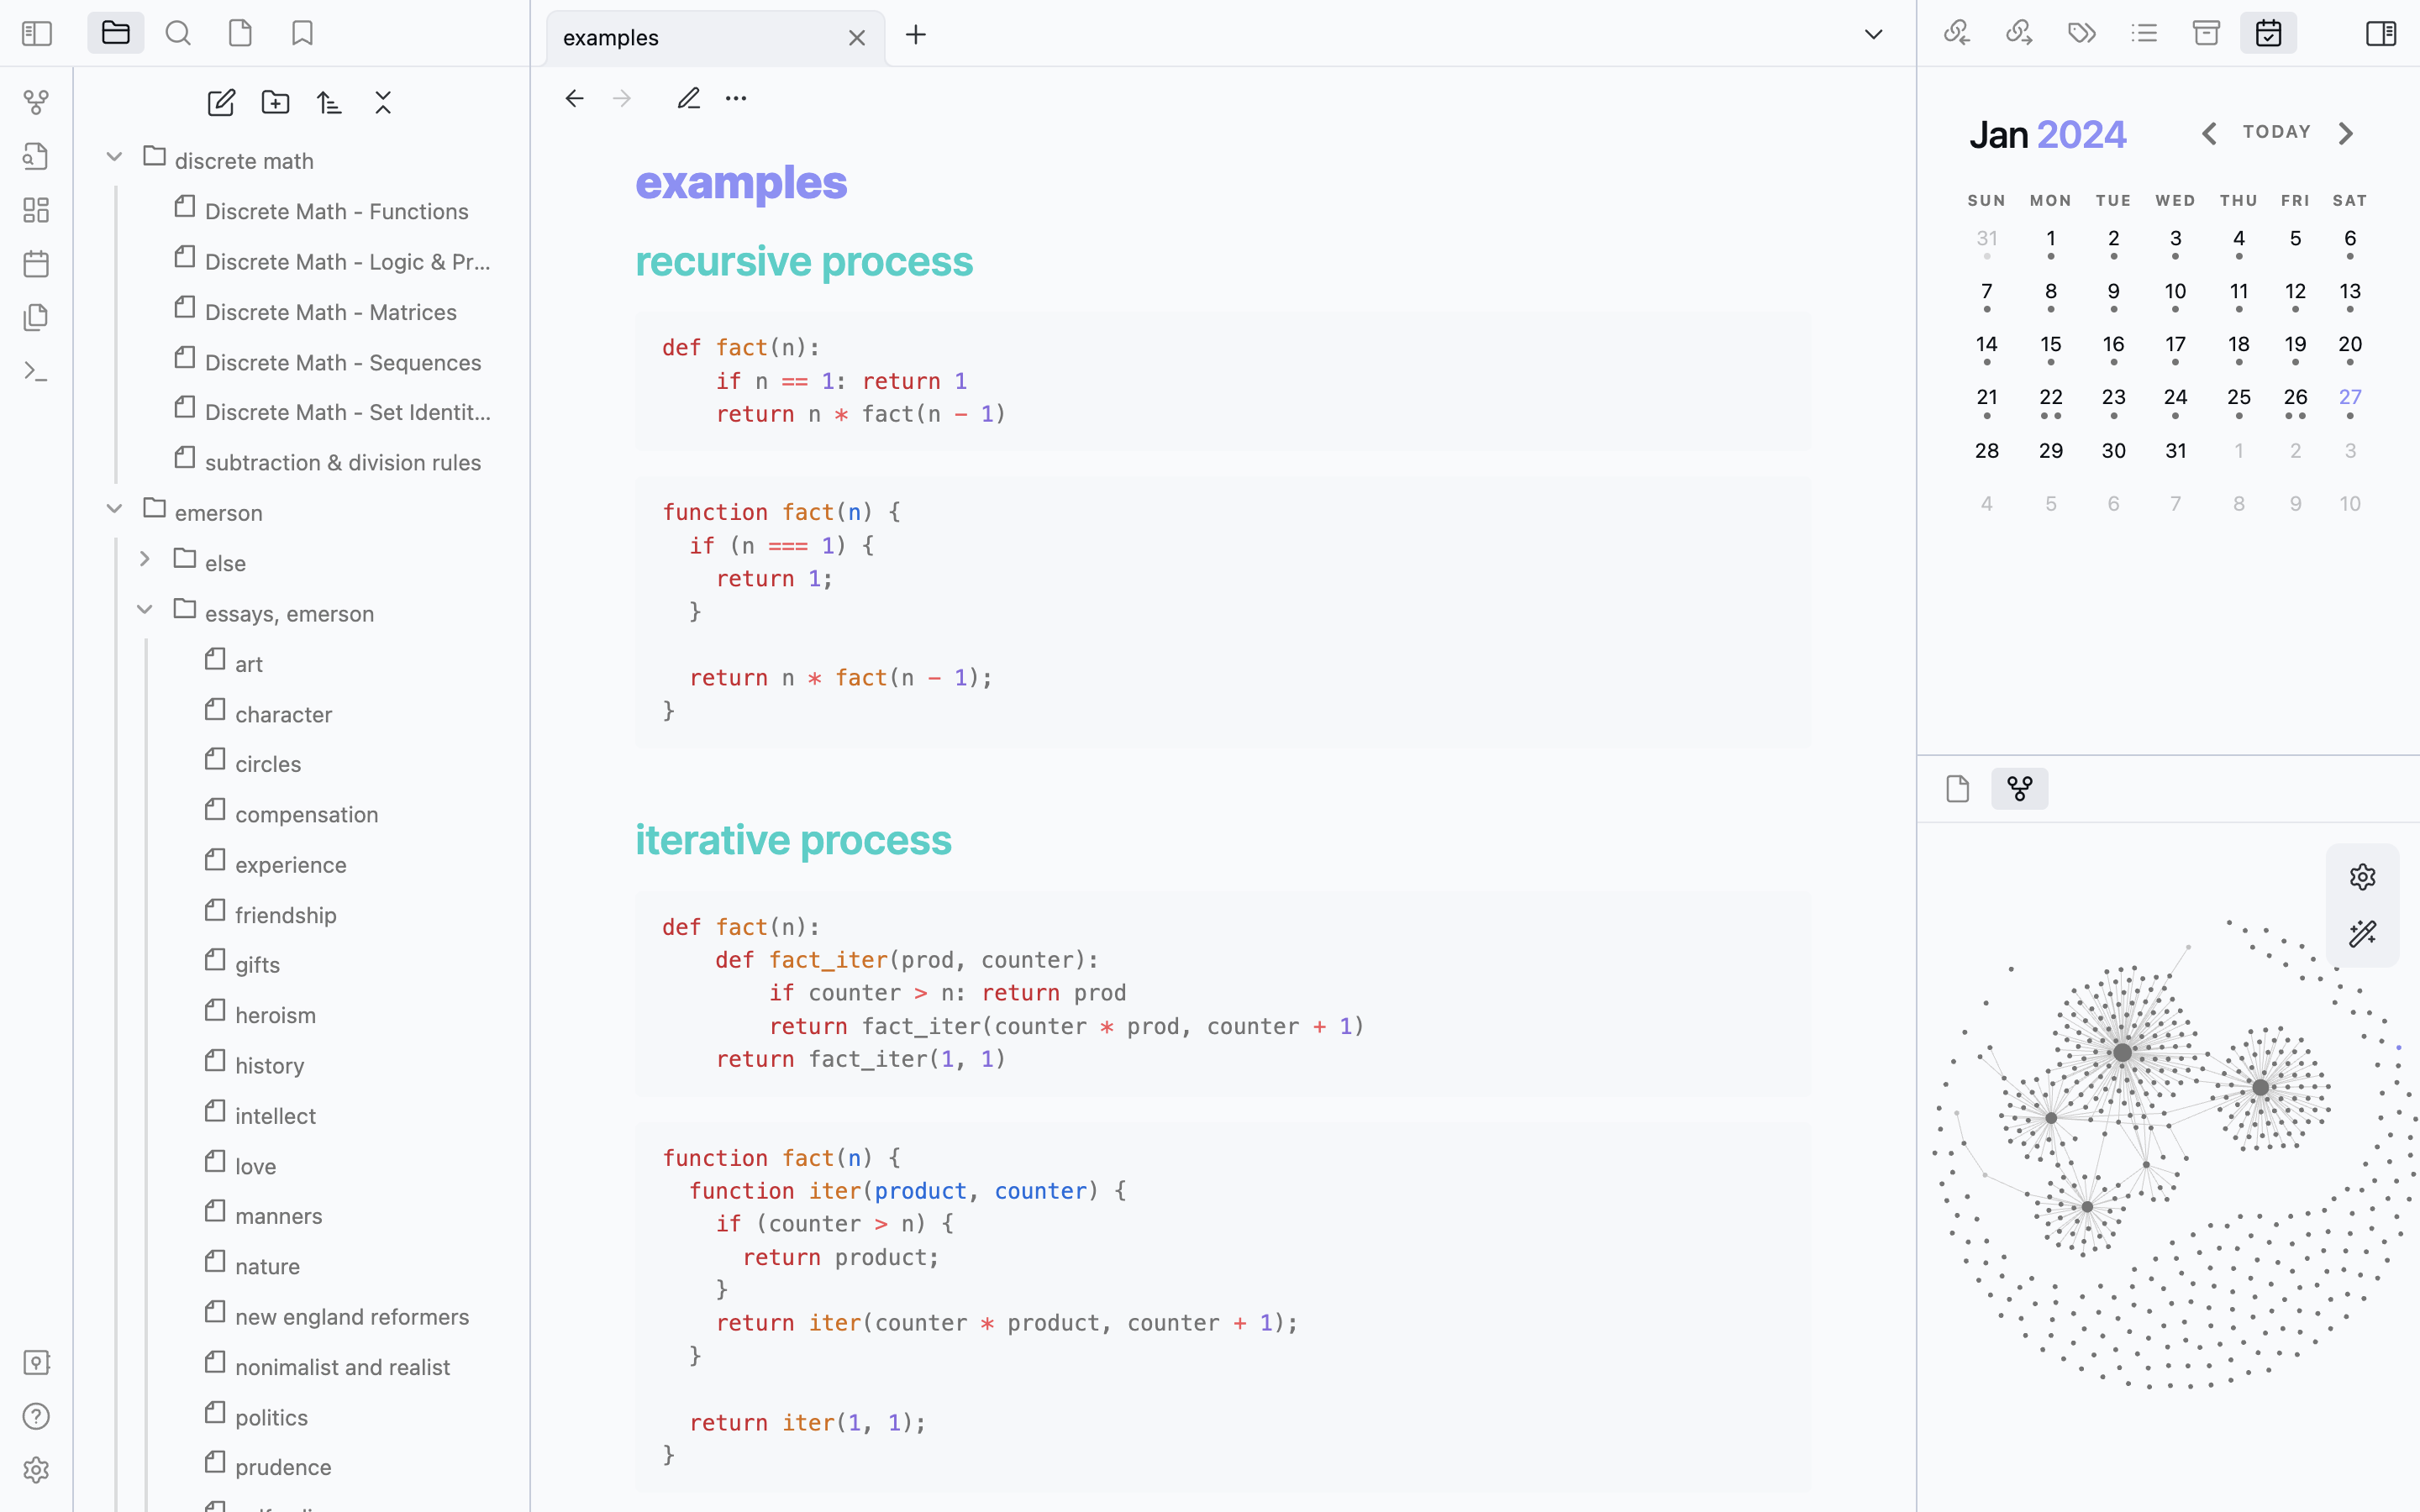 examples
discrete math
Discrete Math - Functions
Discrete Math - Logic & Pr...
Discrete Math - Matrices
Discrete Math - Sequences
Discrete Math - Set Identit...
subtraction & division rules
emerson
else
essays, emerson
art
character
circles
compensation
experience
friendship
gifts
heroism
history
intellect
love
manners
nature
new england reformers
nonimalist and realist
politics
prudence
examples
recursive process
def fact(n):
    if n == 1: return 1
    return n * fact(n - 1)
function fact(n) {
  if (n === 1) {
    return 1;
  }
  return n * fact(n - 1);
}
iterative process
def fact(n):
    def fact_iter(prod, counter):
        if counter > n: return prod
        return fact_iter(counter * prod, counter + 1)
    return fact_iter(1, 1)
function fact(n) {
  function iter(product, counter) {
    if (counter > n) {
      return product;
    }
    return iter(counter * product, counter + 1);
  }
  return iter(1, 1);
}
Jan 2024
TODAY
SUN MON TUE WED THU FRI SAT
31 1 2 3 4 5 6
7 8 9 10 11 12 13
14 15 16 17 18 19 20
21 22 23 24 25 26 27
28 29 30 31 1 2 3
4 5 6 7 8 9 10